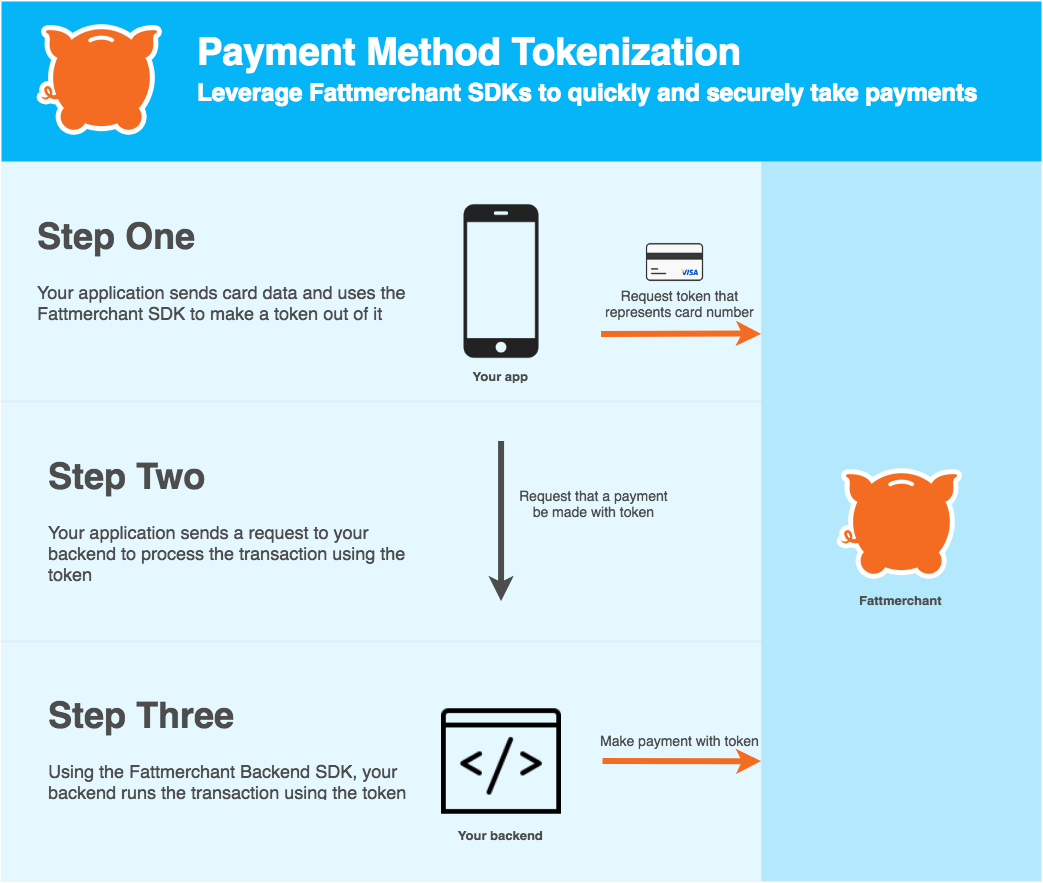 Payment Method Tokenization
Leverage Fattmerchant SDKs to quickly and securely take payments
Step One
Your application sends card data and uses the
Fattmerchant SDK to make a token out of it
VISA
Request token that
represents card number
Your app
Step Two
Your application sends a request to your
backend to process the transaction using the
token
Request that a payment
be made with token
Fattmerchant
Step Three
Using the Fattmerchant Backend SDK, your
backend runs the transaction using the token
</>
Make payment with token
Your backend